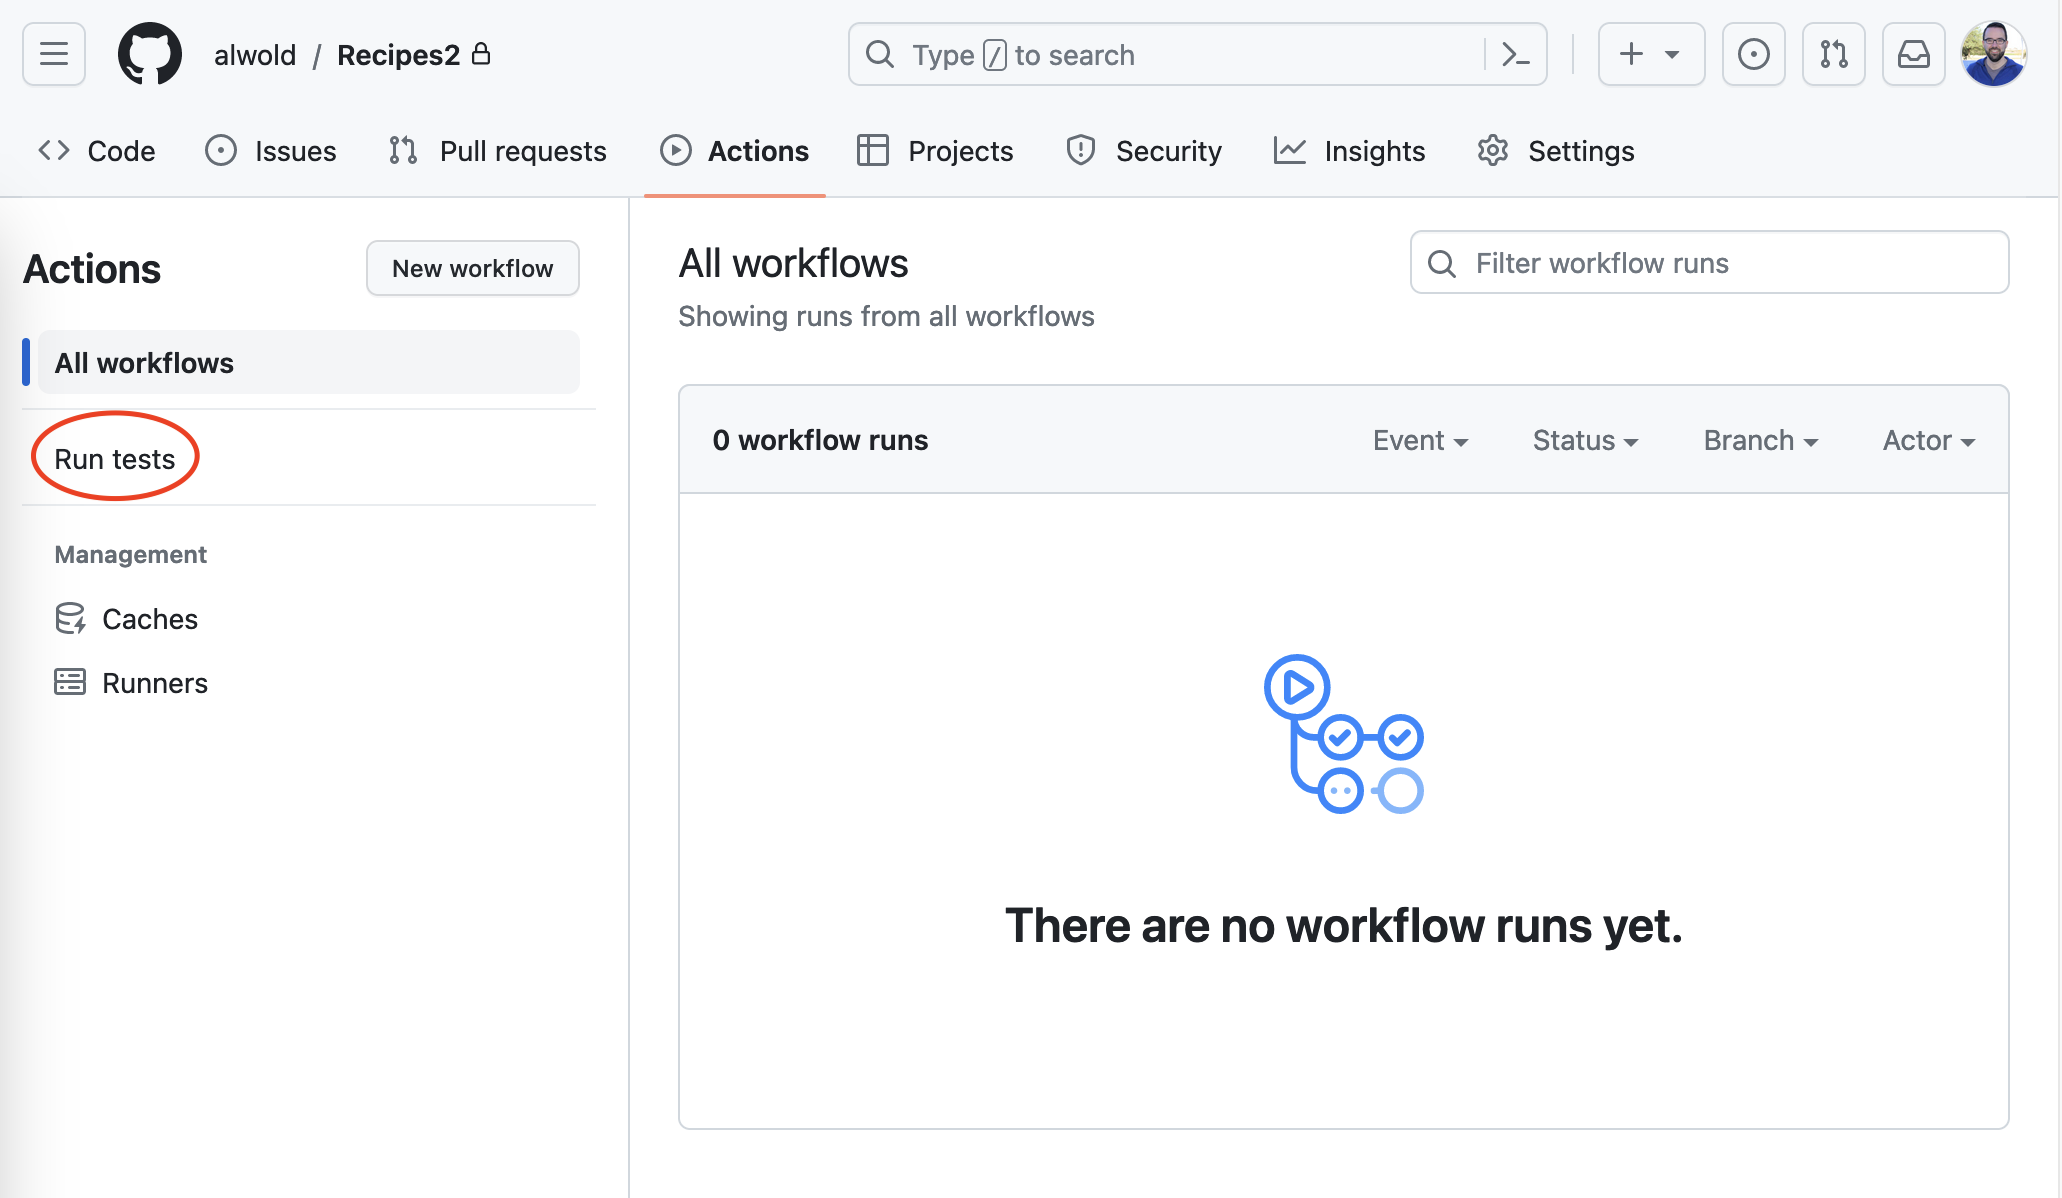 alwold / Recipes2
Type / to search
Code Issues Pull requests Actions Projects Security Insights Settings
Actions
New workflow
All workflows
Run tests
Management
Caches
Runners
All workflows
Showing runs from all workflows
Filter workflow runs
0 workflow runs
Event Status Branch Actor
There are no workflow runs yet.